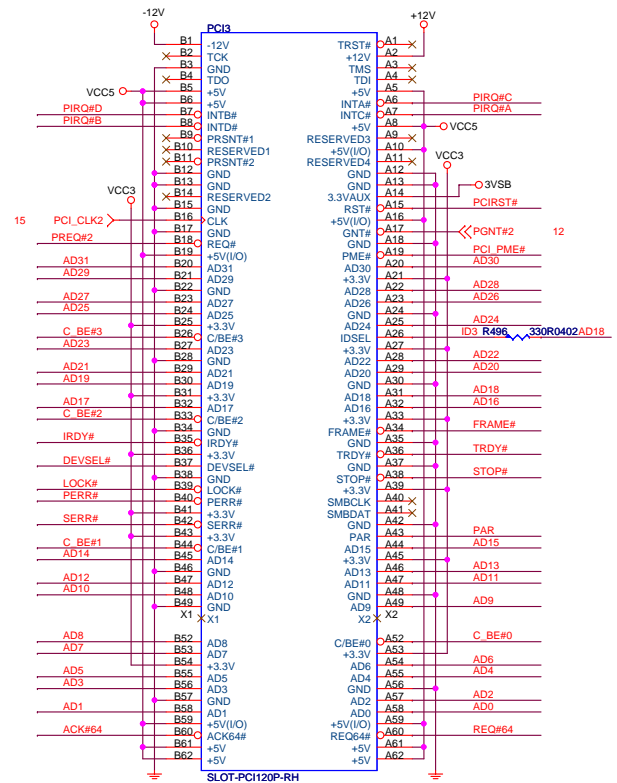 -12V +12V
PCI3
B1 -12V TRST# A1
B2 TCK +12V A2
B3 GND TMS A3
B4 TDO TDI A4
VCC5 B5 +5V +5V A5
B6 +5V INTA# A6 PIRQ#C
PIRQ#D B7 INTB# INTC# A7 PIRQ#A
PIRQ#B B8 INTD# +5V A8 VCC5
B9 PRSNT#1 RESERVED3 A9
B10 RESERVED1 +5V(I/O) A10
B11 PRSNT#2 RESERVED4 A11
VCC3
B12 GND GND A12
B13 GND GND A13
VCC3 B14 RESERVED2 3.3VAUX A14 3VSB
B15 GND RST# A15 PCIRST#
15 PCI_CLK2 B16 CLK +5V(I/O) A16
B17 GND GNT# A17 PGNT#2 12
PREQ#2 B18 REQ# GND A18
B19 +5V(I/O) PME# A19 PCI_PME#
AD31 B20 AD31 AD30 A20 AD30
AD29 B21 AD29 +3.3V A21
B22 GND AD28 A22 AD28
AD27 B23 AD27 AD26 A23 AD26
AD25 B24 AD25 GND A24
B25 +3.3V AD24 A25 AD24
C_BE#3 B26 C/BE#3 IDSEL A26 ID3 R496 330R0402 AD18
AD23 B27 AD23 +3.3V A27
B28 GND AD22 A28 AD22
AD21 B29 AD21 AD20 A29 AD20
AD19 B30 AD19 GND A30
B31 +3.3V AD18 A31 AD18
AD17 B32 AD17 AD16 A32 AD16
C_BE#2 B33 C/BE#2 +3.3V A33
B34 GND FRAME# A34 FRAME#
IRDY# B35 IRDY# GND A35
B36 +3.3V TRDY# A36 TRDY#
DEVSEL# B37 DEVSEL# GND A37
B38 GND STOP# A38 STOP#
LOCK# B39 LOCK# +3.3V A39
PERR# B40 PERR# SMBCLK A40
B41 +3.3V SMBDAT A41
SERR# B42 SERR# GND A42
B43 +3.3V PAR A43 PAR
C_BE#1 B44 C/BE#1 AD15 A44 AD15
AD14 B45 AD14 +3.3V A45
B46 GND AD13 A46 AD13
AD12 B47 AD12 AD11 A47 AD11
AD10 B48 AD10 GND A48
B49 GND AD9 A49 AD9
X1 X1 X2 X2
AD8 B52 AD8 C/BE#0 A52 C_BE#0
AD7 B53 AD7 +3.3V A53
B54 +3.3V AD6 A54 AD6
AD5 B55 AD5 AD4 A55 AD4
AD3 B56 AD3 GND A56
B57 GND AD2 A57 AD2
AD1 B58 AD1 AD0 A58 AD0
B59 +5V(I/O) +5V(I/O) A59
ACK#64 B60 ACK64# REQ64# A60 REQ#64
B61 +5V +5V A61
B62 +5V +5V A62
SLOT-PCI120P-RH